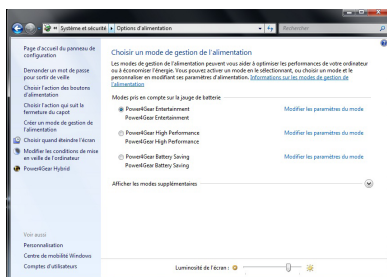 Système et sécurité ▸ Options d'alimentation
Rechercher
Page d'accueil du panneau de
configuration
Demander un mot de passe
pour sortir de veille
Choisir l'action des boutons
d'alimentation
Choisir l'action qui suit la
fermeture du capot
Créer un mode de gestion de
l'alimentation
Choisir quand éteindre l'écran
Modifier les conditions de mise
en veille de l'ordinateur
Power4Gear Hybrid
Voir aussi
Personnalisation
Centre de mobilité Windows
Comptes d'utilisateurs
Choisir un mode de gestion de l'alimentation
Les modes de gestion de l'alimentation peuvent vous aider à optimiser les performances de votre ordinateur
ou à économiser l'énergie. Vous pouvez activer un mode en le sélectionnant, ou choisir un mode et le
personnaliser en modifiant ses paramètres d'alimentation. Informations sur les modes de gestion de
l'alimentation
Modes pris en compte sur la jauge de batterie
Power4Gear Entertainment Modifier les paramètres du mode
Power4Gear Entertainment
Power4Gear High Performance Modifier les paramètres du mode
Power4Gear High Performance
Power4Gear Battery Saving Modifier les paramètres du mode
Power4Gear Battery Saving
Afficher les modes supplémentaires
Luminosité de l'écran :